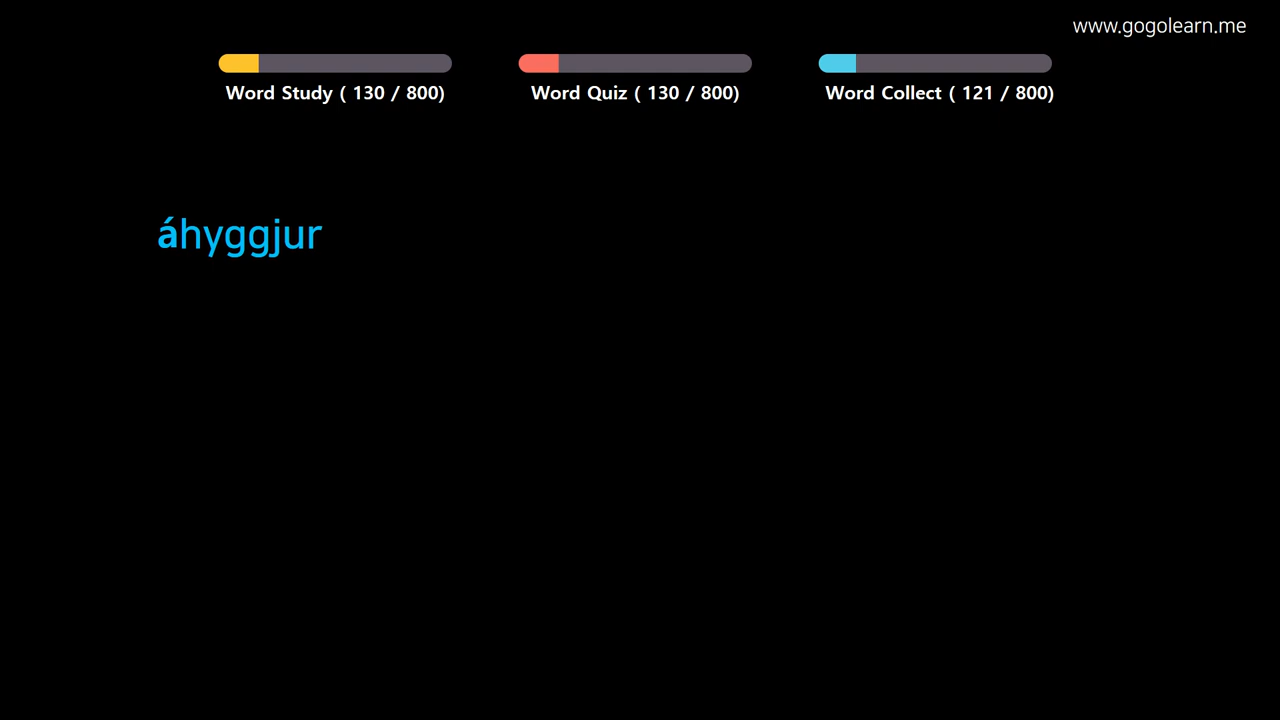 www.gogolearn.me
Word Study ( 130 / 800)
Word Quiz ( 130 / 800)
Word Collect ( 121 / 800)
áhyggjur